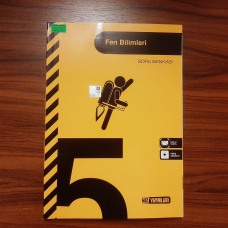 Fen Bilimleri
SORU BANKASI
5
YAYINLARI